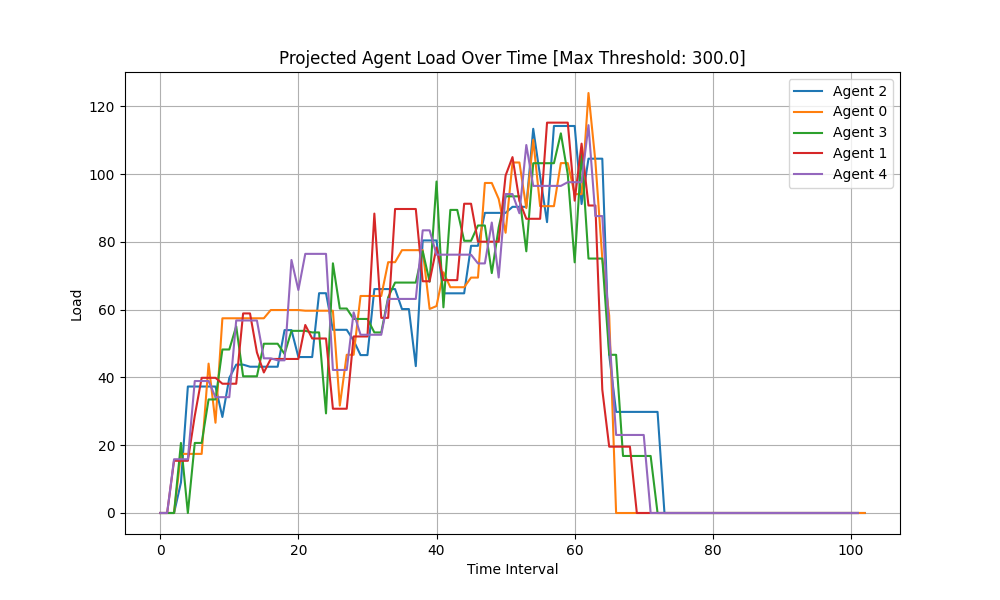 Projected Agent Load Over Time [Max Threshold: 300.0]
Agent 2
Agent 0
Agent 3
Agent 1
Agent 4
Load
120
100
80
60
40
20
0
0 20 40 60 80 100
Time Interval